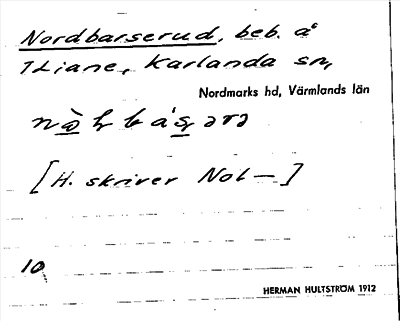 Nordbarserud, beb. å
1 Liane, Karlanda sn,
Nordmarks hd, Värmlands län
[H. skriver Nol—]
10
HERMAN HULTSTRÖM 1912